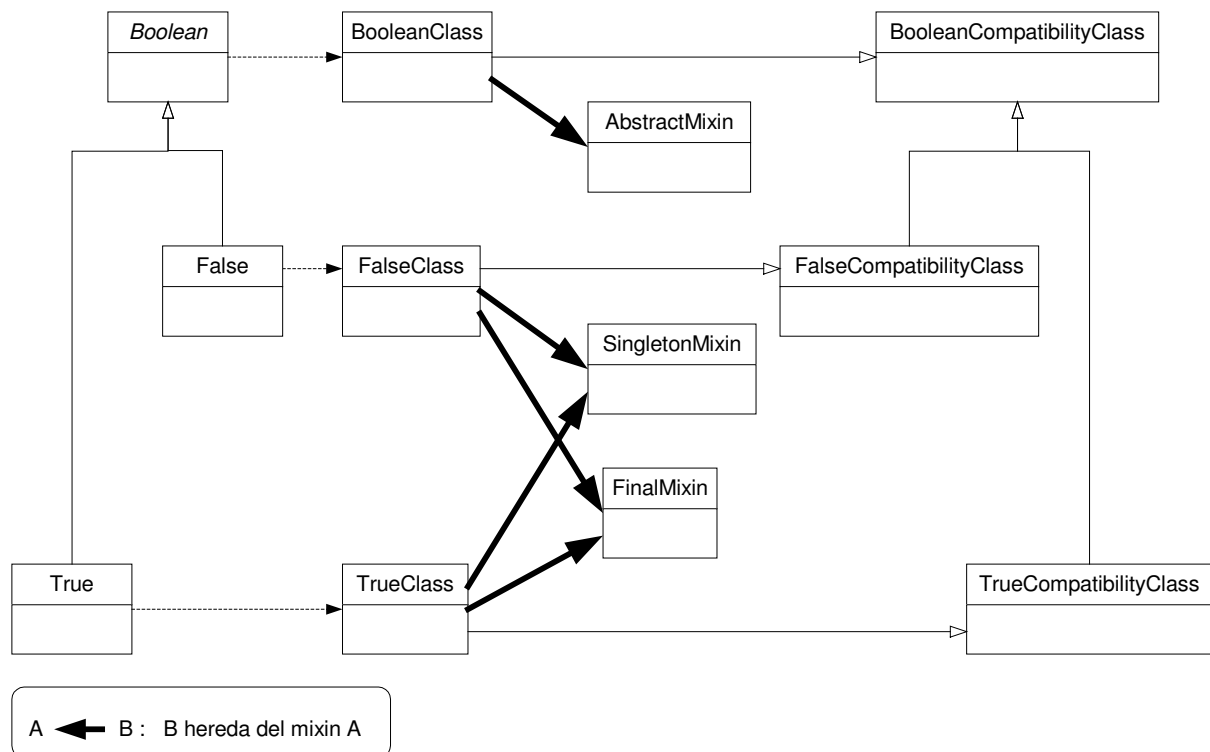 Boolean
BooleanClass
BooleanCompatibilityClass
AbstractMixin
False
FalseClass
FalseCompatibilityClass
SingletonMixin
FinalMixin
True
TrueClass
TrueCompatibilityClass
A B : B hereda del mixin A